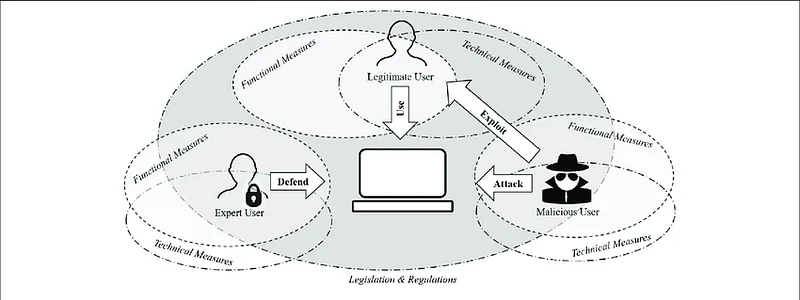 Functional Measures
Technical Measures
Legitimate User
Use
Exploit
Functional Measures
Functional Measures
Defend
Attack
Expert User
Malicious User
Technical Measures
Technical Measures
Legislation & Regulations